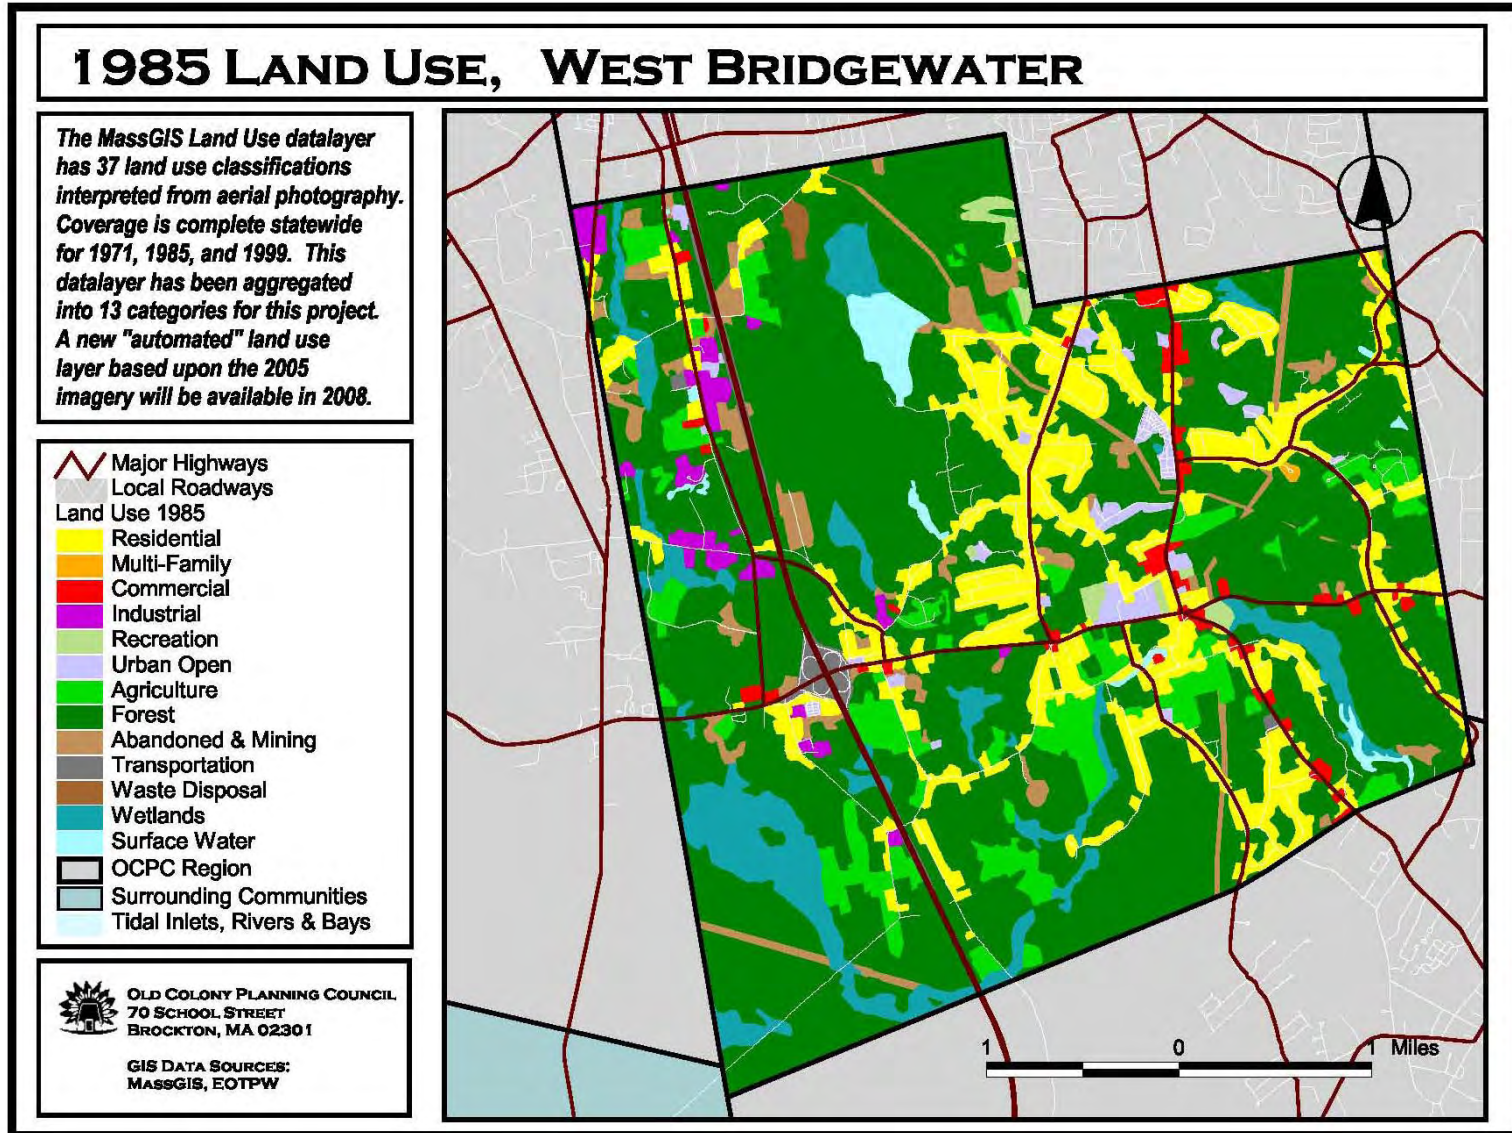 1985 LAND USE, WEST BRIDGEWATER
The MassGIS Land Use datalayer
has 37 land use classifications
interpreted from aerial photography.
Coverage is complete statewide
for 1971, 1985, and 1999. This
datalayer has been aggregated
into 13 categories for this project.
A new "automated" land use
layer based upon the 2005
imagery will be available in 2008.
Major Highways
Local Roadways
Land Use 1985
Residential
Multi-Family
Commercial
Industrial
Recreation
Urban Open
Agriculture
Forest
Abandoned & Mining
Transportation
Waste Disposal
Wetlands
Surface Water
OCPC Region
Surrounding Communities
Tidal Inlets, Rivers & Bays
OLD COLONY PLANNING COUNCIL
70 SCHOOL STREET
BROCKTON, MA 02301
GIS DATA SOURCES:
MASSGIS, EOTPW
1 0 1 Miles